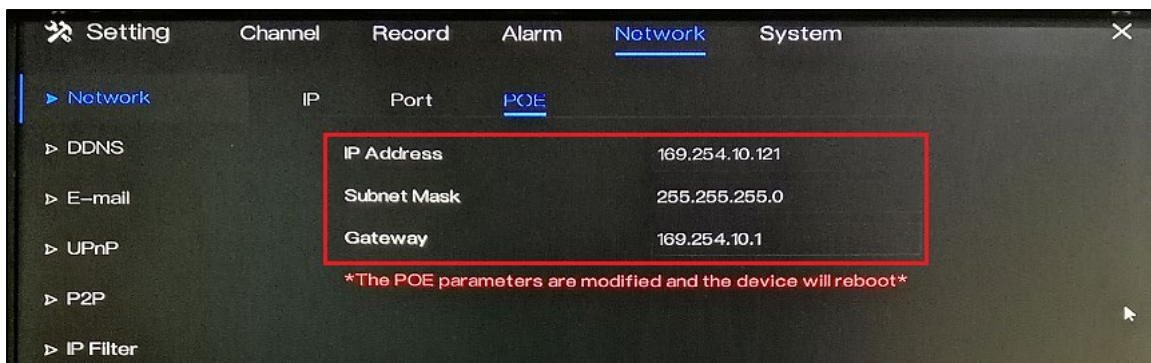 Setting Channel Record Alarm Network System
Network IP Port POE
DDNS
IP Address 169.254.10.121
E-mail
Subnet Mask 255.255.255.0
UPnP
Gateway 169.254.10.1
*The POE parameters are modified and the device will reboot*
P2P
IP Filter